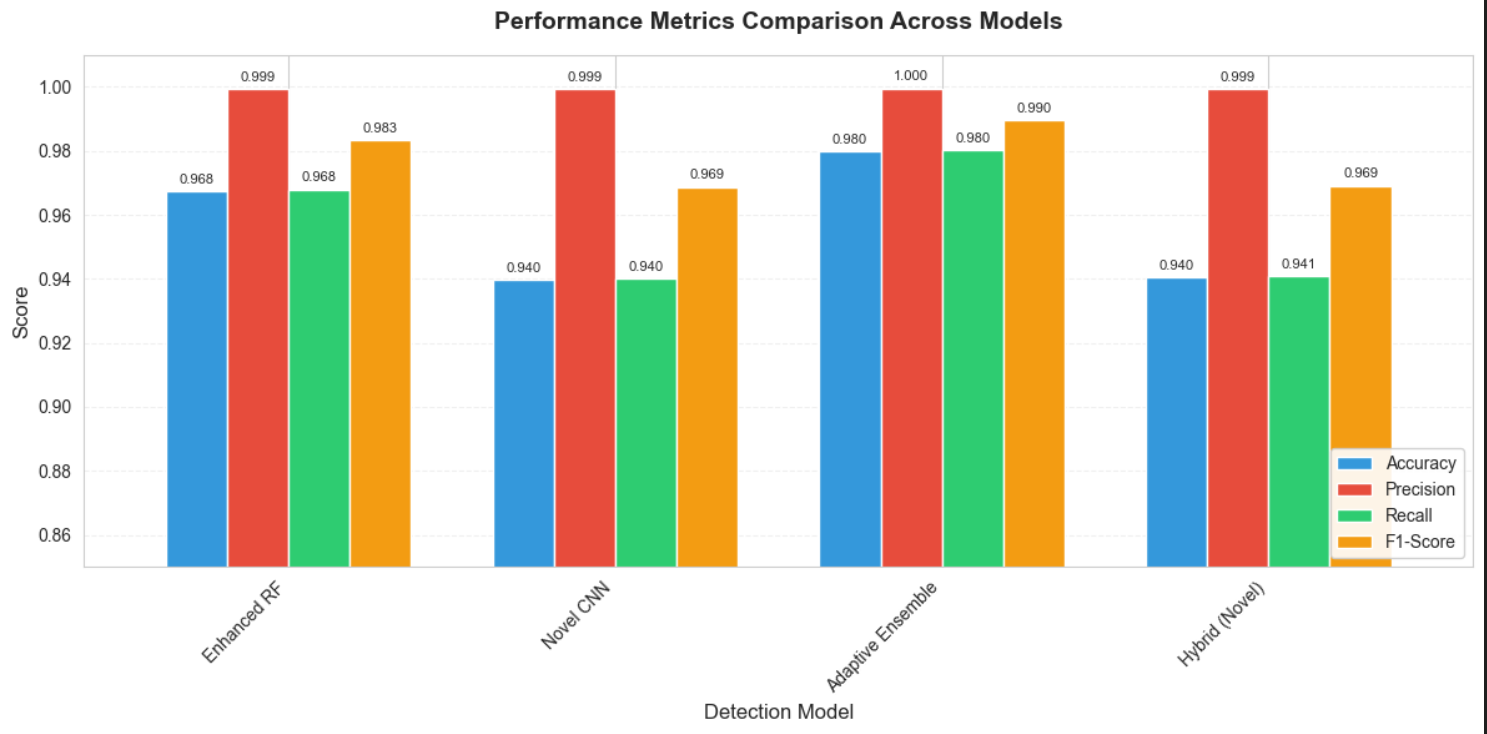 Performance Metrics Comparison Across Models
Score
1.00
0.98
0.96
0.94
0.92
0.90
0.88
0.86
0.968
0.999
0.968
0.983
0.940
0.999
0.940
0.969
0.980
1.000
0.980
0.990
0.940
0.999
0.941
0.969
Accuracy
Precision
Recall
F1-Score
Enhanced RF
Novel CNN
Adaptive Ensemble
Hybrid (Novel)
Detection Model